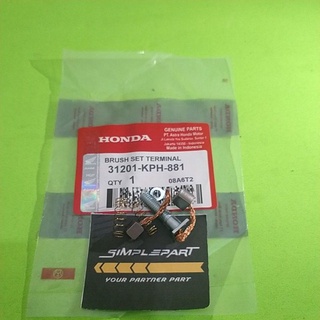 HONDA
GENUINE PARTS
PT. Astra Honda Motor
Made in Indonesia
BRUSH SET TERMINAL
31201-KPH-881
QTY 1 08A6T2
SIMPLEPART
YOUR PARTNER PART